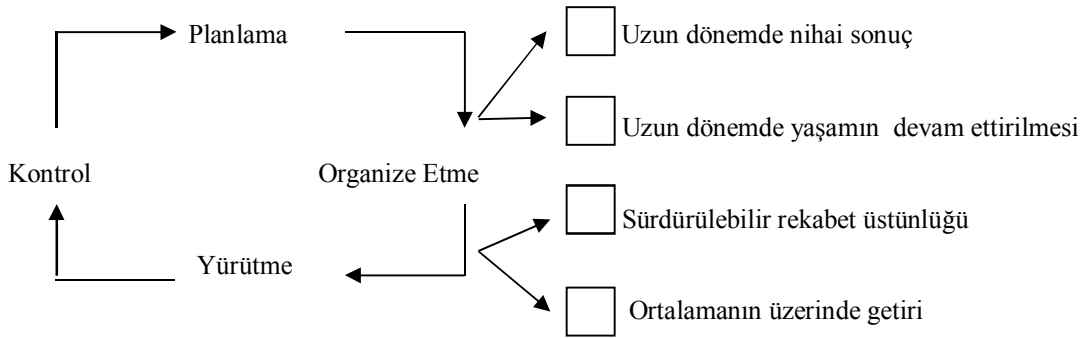 Planlama
Uzun dönemde nihai sonuç
Uzun dönemde yaşamın devam ettirilmesi
Kontrol
Organize Etme
Sürdürülebilir rekabet üstünlüğü
Yürütme
Ortalamanın üzerinde getiri